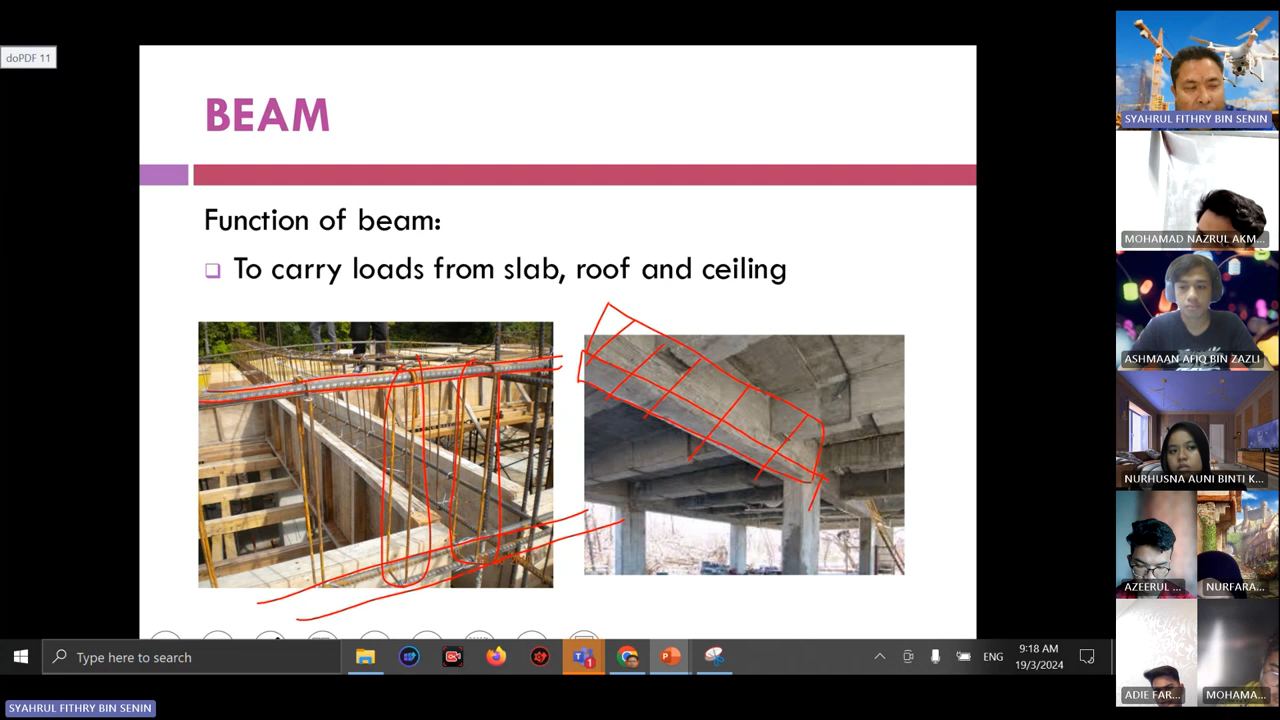 doPDF 11
BEAM
Function of beam:
To carry loads from slab, roof and ceiling
SYAHRUL FITHRY BIN SENIN
MOHAMAD NAZRUL AKM...
ASHMAAN AFIQ BIN ZAZLI
NURHUSNA AUNI BINTI K...
AZEERUL ...
NURFARA...
ADIE FAR...
MOHAMA...
Type here to search
1
ENG
9:18 AM
19/3/2024
SYAHRUL FITHRY BIN SENIN